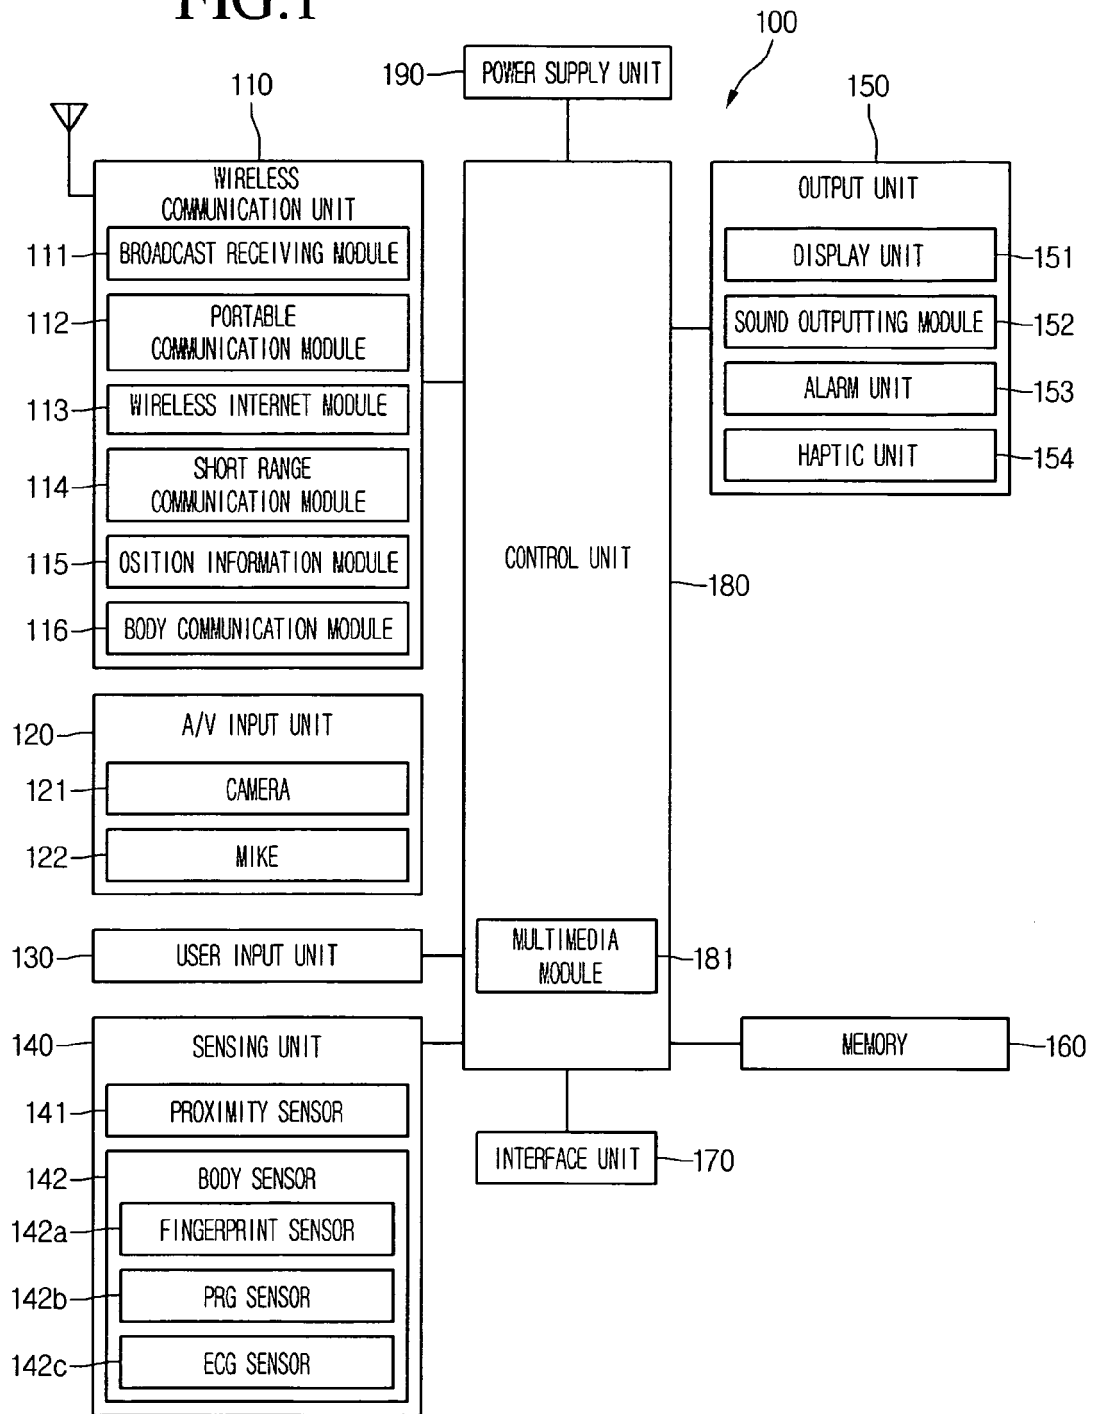 FIG.1
100
190
POWER SUPPLY UNIT
110
150
WIRELESS
COMMUNICATION UNIT
111
BROADCAST RECEIVING MODULE
112
PORTABLE
COMMUNICATION MODULE
113
WIRELESS INTERNET MODULE
114
SHORT RANGE
COMMUNICATION MODULE
115
OSITION INFORMATION MODULE
116
BODY COMMUNICATION MODULE
120
A/V INPUT UNIT
121
CAMERA
122
MIKE
130
USER INPUT UNIT
140
SENSING UNIT
141
PROXIMITY SENSOR
142
BODY SENSOR
142a
FINGERPRINT SENSOR
142b
PRG SENSOR
142c
ECG SENSOR
CONTROL UNIT
180
MULTIMEDIA
MODULE
181
INTERFACE UNIT
170
OUTPUT UNIT
DISPLAY UNIT
151
SOUND OUTPUTTING MODULE
152
ALARM UNIT
153
HAPTIC UNIT
154
MEMORY
160